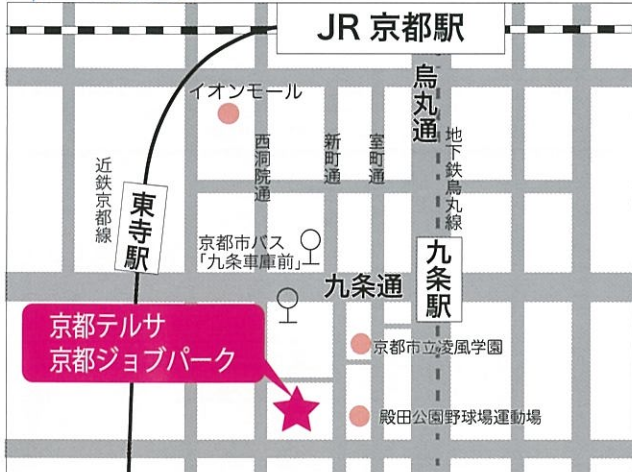 JR 京都駅
イオンモール
烏丸通
地下鉄烏丸線
西洞院通
新町通
室町通
近鉄京都線
東寺駅
京都市バス
「九条車庫前」
九条通
九条駅
京都テルサ
京都ジョブパーク
京都市立凌風学園
殿田公園野球場運動場